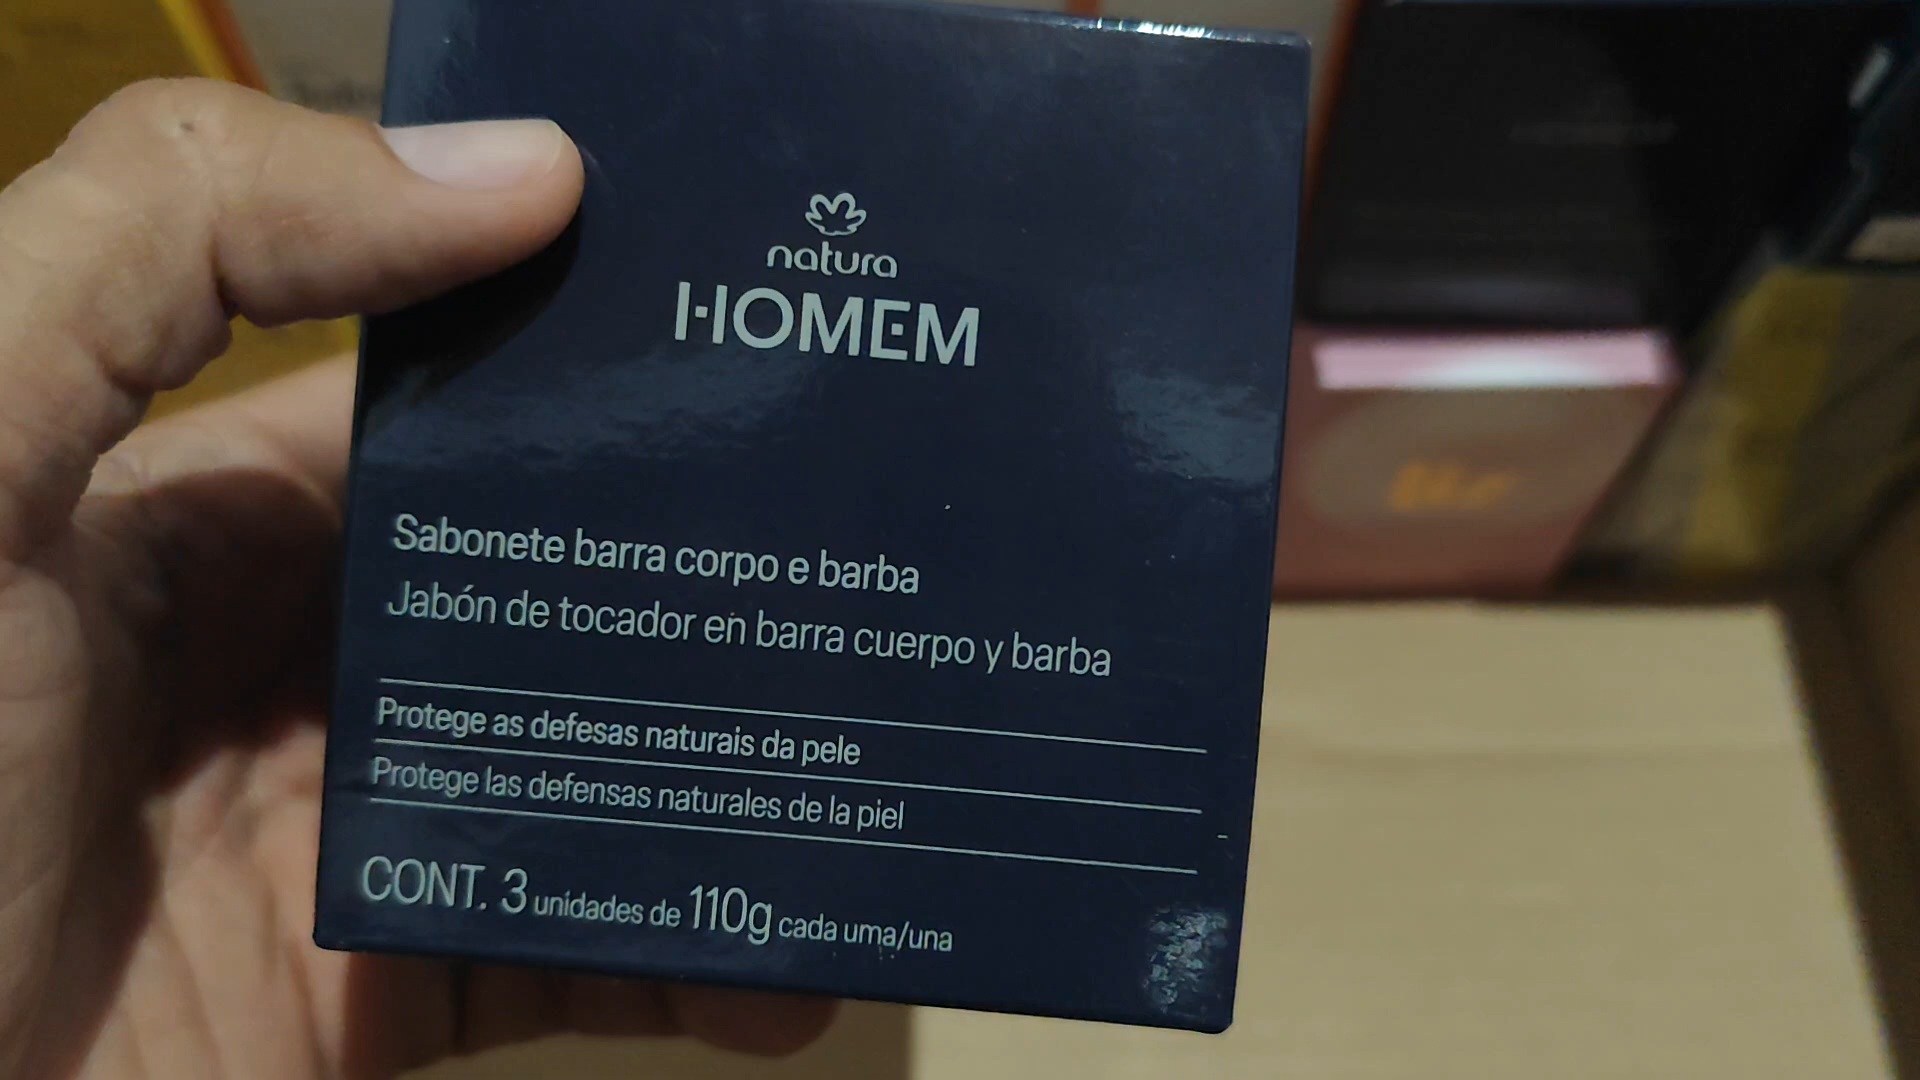 natura
HOMEM
Sabonete barra corpo e barba
Jabón de tocador en barra cuerpo y barba
Protege as defesas naturais da pele
Protege las defensas naturales de la piel
CONT. 3 unidades de 110g cada uma/una